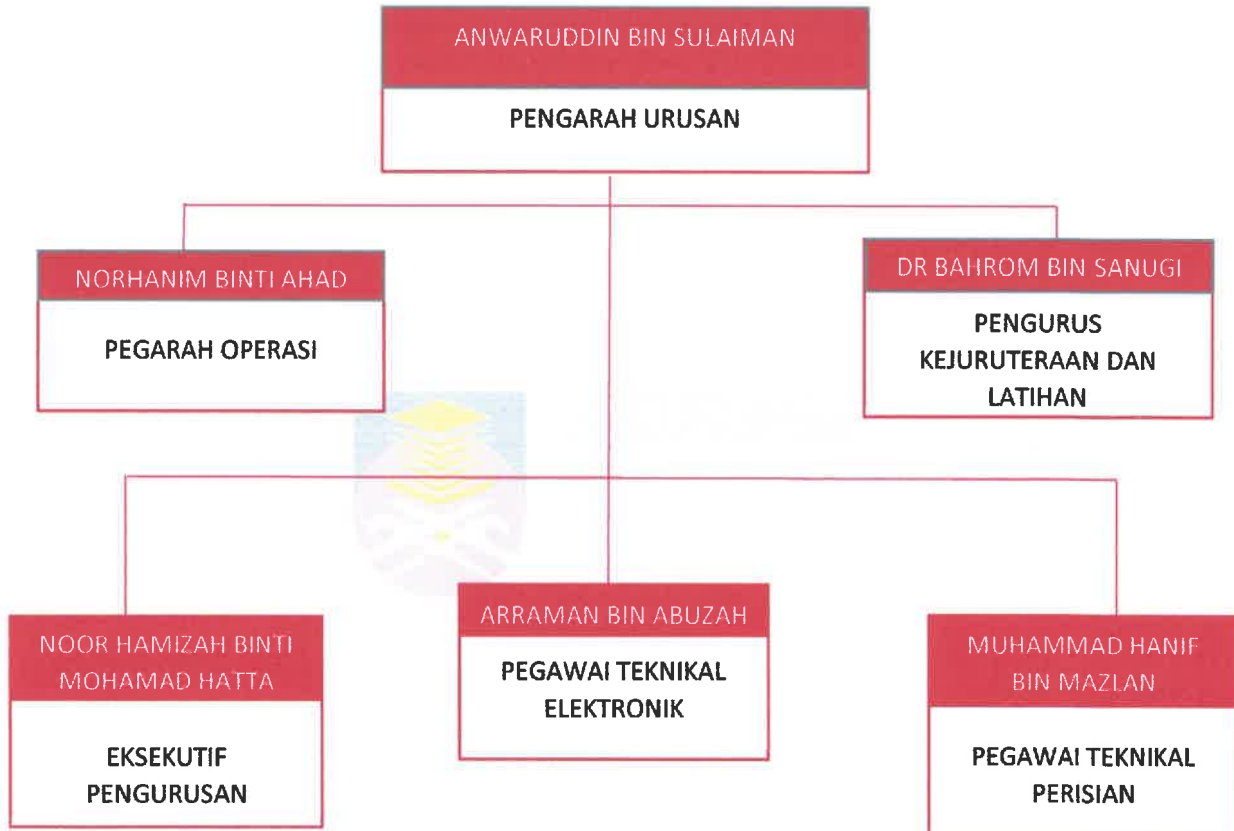 ANWARUDDIN BIN SULAIMAN
PENGARAH URUSAN
NORHANIM BINTI AHAD
PEGARAH OPERASI
DR BAHROM BIN SANUGI
PENGURUS
KEJURUTERAAN DAN
LATIHAN
NOOR HAMIZAH BINTI
MOHAMAD HATTA
EKSEKUTIF
PENGURUSAN
ARRAMAN BIN ABUZAH
PEGAWAI TEKNIKAL
ELEKTRONIK
MUHAMMAD HANIF
BIN MAZLAN
PEGAWAI TEKNIKAL
PERISIAN